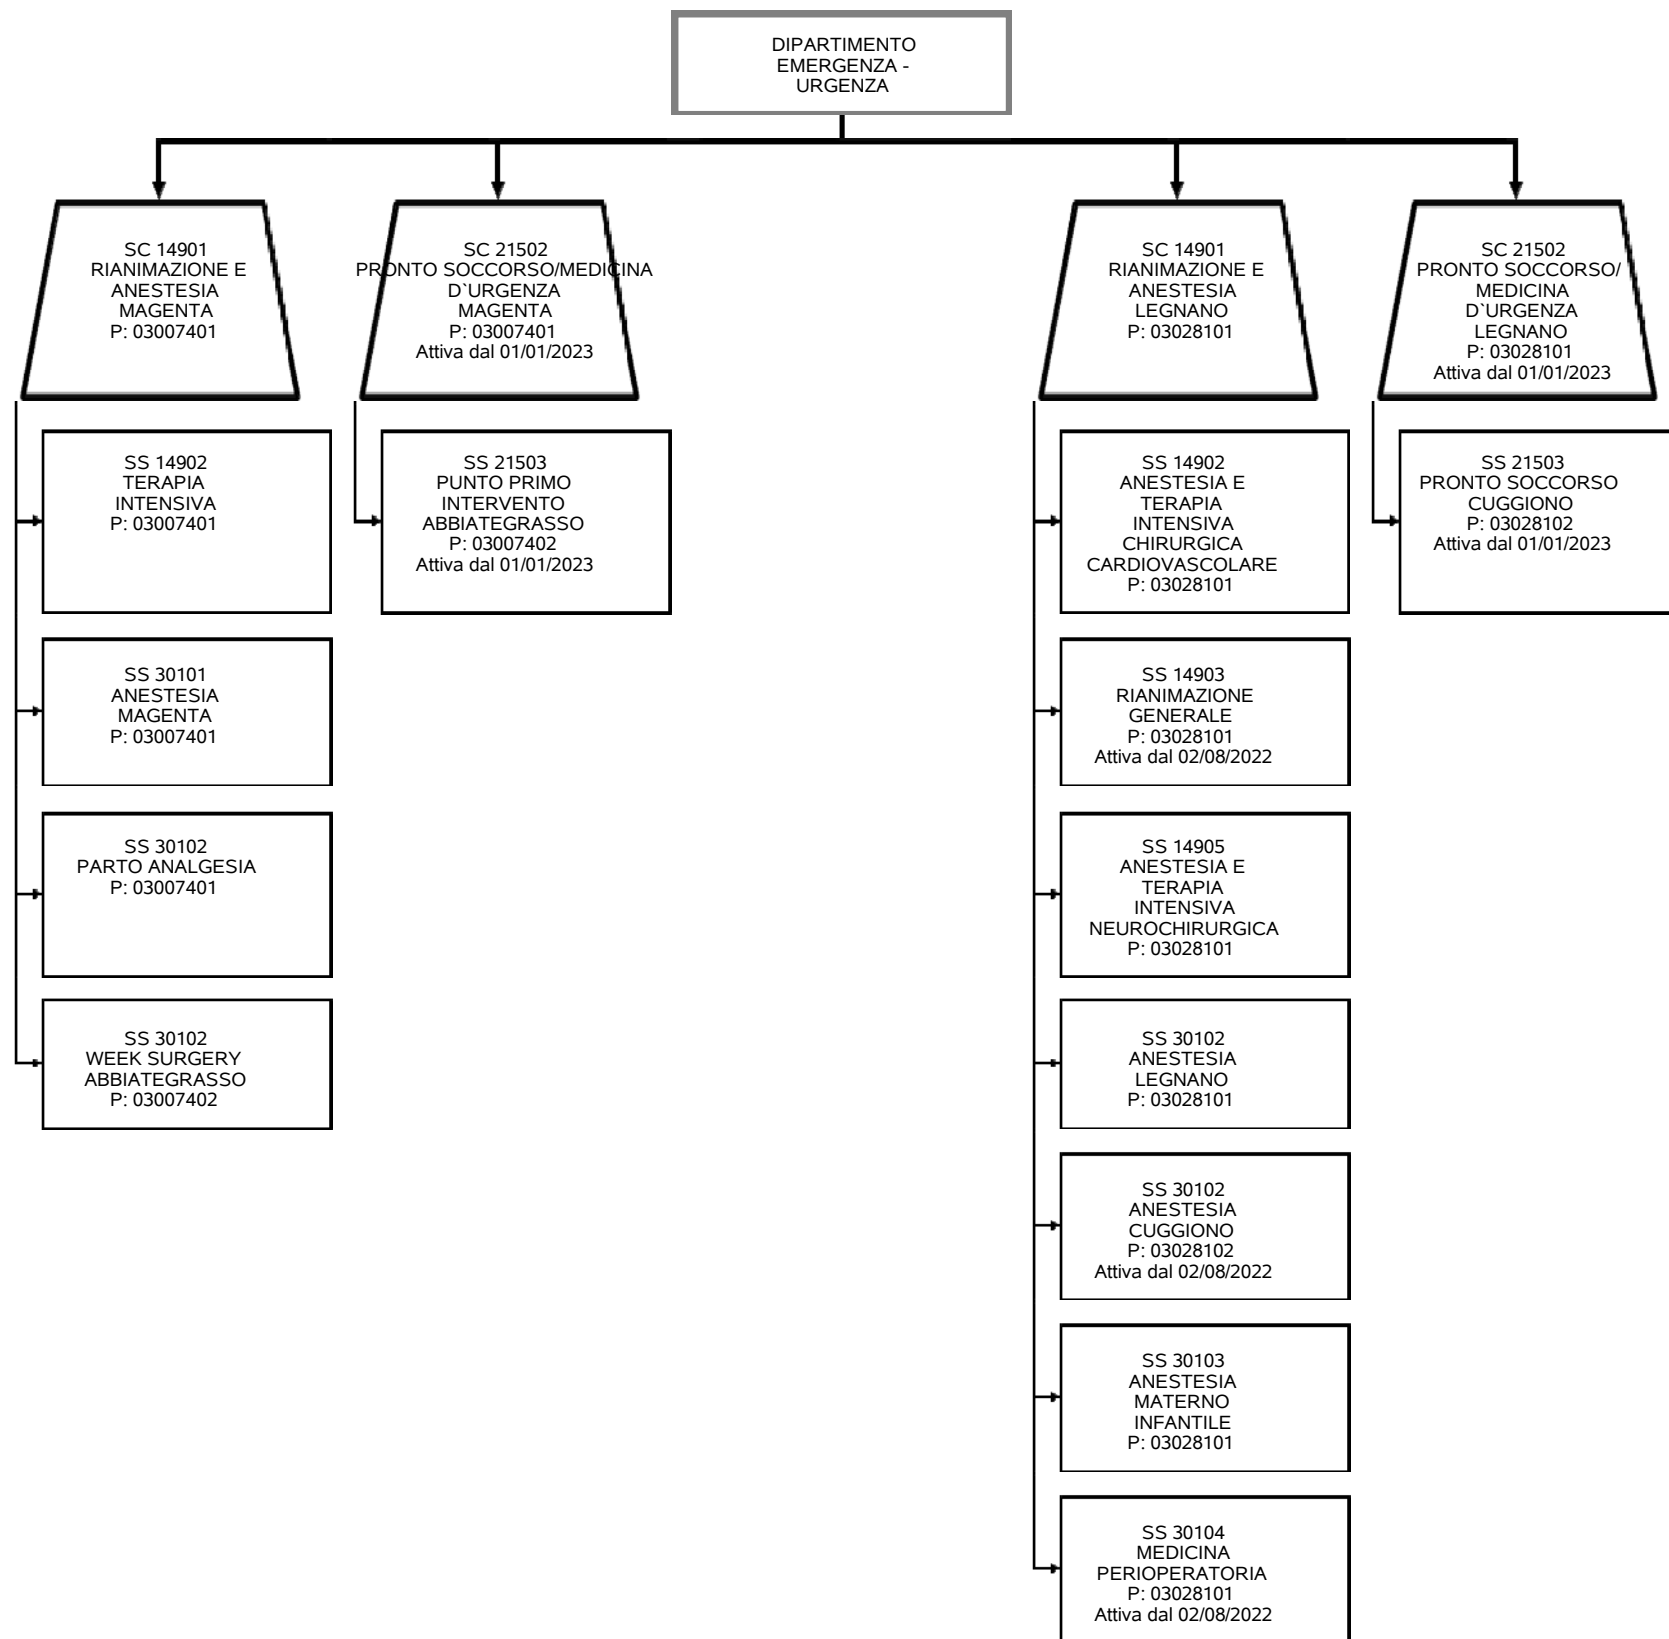 DIPARTIMENTO
EMERGENZA -
URGENZA
SC 14901
RIANIMAZIONE E
ANESTESIA
MAGENTA
P: 03007401
SC 21502
PRONTO SOCCORSO/MEDICINA
D`URGENZA
MAGENTA
P: 03007401
Attiva dal 01/01/2023
SC 14901
RIANIMAZIONE E
ANESTESIA
LEGNANO
P: 03028101
SC 21502
PRONTO SOCCORSO/
MEDICINA
D`URGENZA
LEGNANO
P: 03028101
Attiva dal 01/01/2023
SS 14902
TERAPIA
INTENSIVA
P: 03007401
SS 21503
PUNTO PRIMO
INTERVENTO
ABBIATEGRASSO
P: 03007402
Attiva dal 01/01/2023
SS 14902
ANESTESIA E
TERAPIA
INTENSIVA
CHIRURGICA
CARDIOVASCOLARE
P: 03028101
SS 21503
PRONTO SOCCORSO
CUGGIONO
P: 03028102
Attiva dal 01/01/2023
SS 30101
ANESTESIA
MAGENTA
P: 03007401
SS 14903
RIANIMAZIONE
GENERALE
P: 03028101
Attiva dal 02/08/2022
SS 30102
PARTO ANALGESIA
P: 03007401
SS 14905
ANESTESIA E
TERAPIA
INTENSIVA
NEUROCHIRURGICA
P: 03028101
SS 30102
WEEK SURGERY
ABBIATEGRASSO
P: 03007402
SS 30102
ANESTESIA
LEGNANO
P: 03028101
SS 30102
ANESTESIA
CUGGIONO
P: 03028102
Attiva dal 02/08/2022
SS 30103
ANESTESIA
MATERNO
INFANTILE
P: 03028101
SS 30104
MEDICINA
PERIOPERATORIA
P: 03028101
Attiva dal 02/08/2022